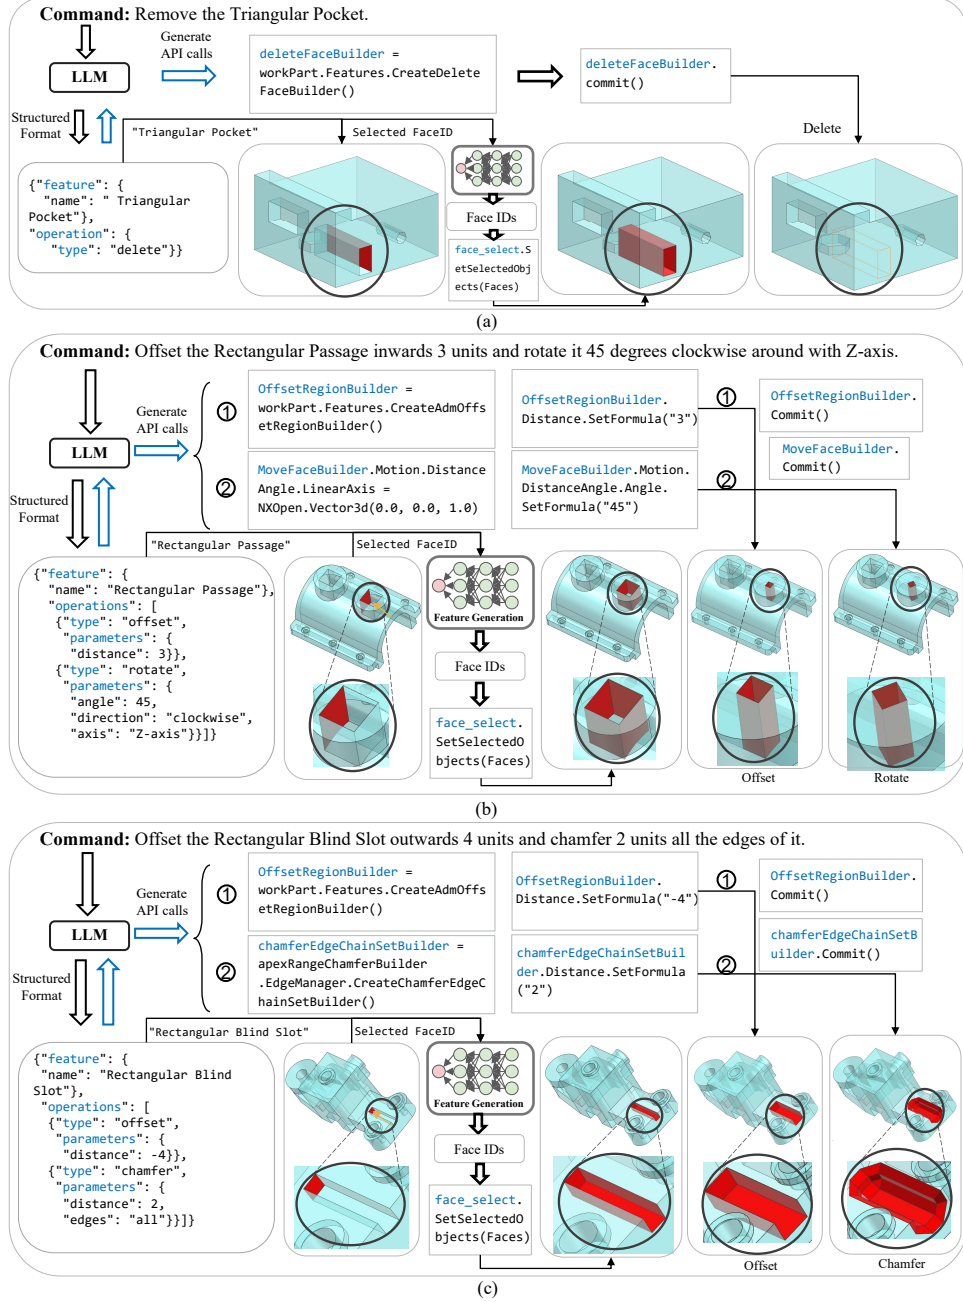 Command: Remove the Triangular Pocket.
LLM
Generate
API calls
deleteFaceBuilder =
workPart.Features.CreateDelete
FaceBuilder()
deleteFaceBuilder.
commit()
Structured
Format
"Triangular Pocket"
Selected FaceID
Delete
{"feature": {
"name": " Triangular
Pocket"},
"operation": {
"type": "delete"}}
Face IDs
face_select.S
etSelectedObj
ects(Faces)
(a)
Command: Offset the Rectangular Passage inwards 3 units and rotate it 45 degrees clockwise around with Z-axis.
LLM
Generate
API calls
1
OffsetRegionBuilder =
workPart.Features.CreateAdmOffs
etRegionBuilder()
2
MoveFaceBuilder.Motion.Distance
Angle.LinearAxis =
NXOpen.Vector3d(0.0, 0.0, 1.0)
OffsetRegionBuilder.
Distance.SetFormula("3")
1
OffsetRegionBuilder.
Commit()
MoveFaceBuilder.Motion.
DistanceAngle.Angle.
SetFormula("45")
2
MoveFaceBuilder.
Commit()
Structured
Format
"Rectangular Passage"
Selected FaceID
{"feature": {
"name": "Rectangular Passage"},
"operations": [
{"type": "offset",
"parameters": {
"distance": 3}},
{"type": "rotate",
"parameters": {
"angle": 45,
"direction": "clockwise",
"axis": "Z-axis"}}]}
Feature Generation
Face IDs
face_select.
SetSelectedO
bjects(Faces)
Offset
Rotate
(b)
Command: Offset the Rectangular Blind Slot outwards 4 units and chamfer 2 units all the edges of it.
LLM
Generate
API calls
1
OffsetRegionBuilder =
workPart.Features.CreateAdmOffs
etRegionBuilder()
2
chamferEdgeChainSetBuilder =
apexRangeChamferBuilder
.EdgeManager.CreateChamferEdgeC
hainSetBuilder()
OffsetRegionBuilder.
Distance.SetFormula("-4")
1
OffsetRegionBuilder.
Commit()
chamferEdgeChainSetBuil
der.Distance.SetFormula
("2")
2
chamferEdgeChainSetB
uilder.Commit()
Structured
Format
"Rectangular Blind Slot"
Selected FaceID
{"feature": {
"name": "Rectangular Blind
Slot"},
"operations": [
{"type": "offset",
"parameters": {
"distance": -4}},
{"type": "chamfer",
"parameters": {
"distance": 2,
"edges": "all"}}]}
Feature Generation
Face IDs
face_select.
SetSelectedO
bjects(Faces)
Offset
Chamfer
(c)